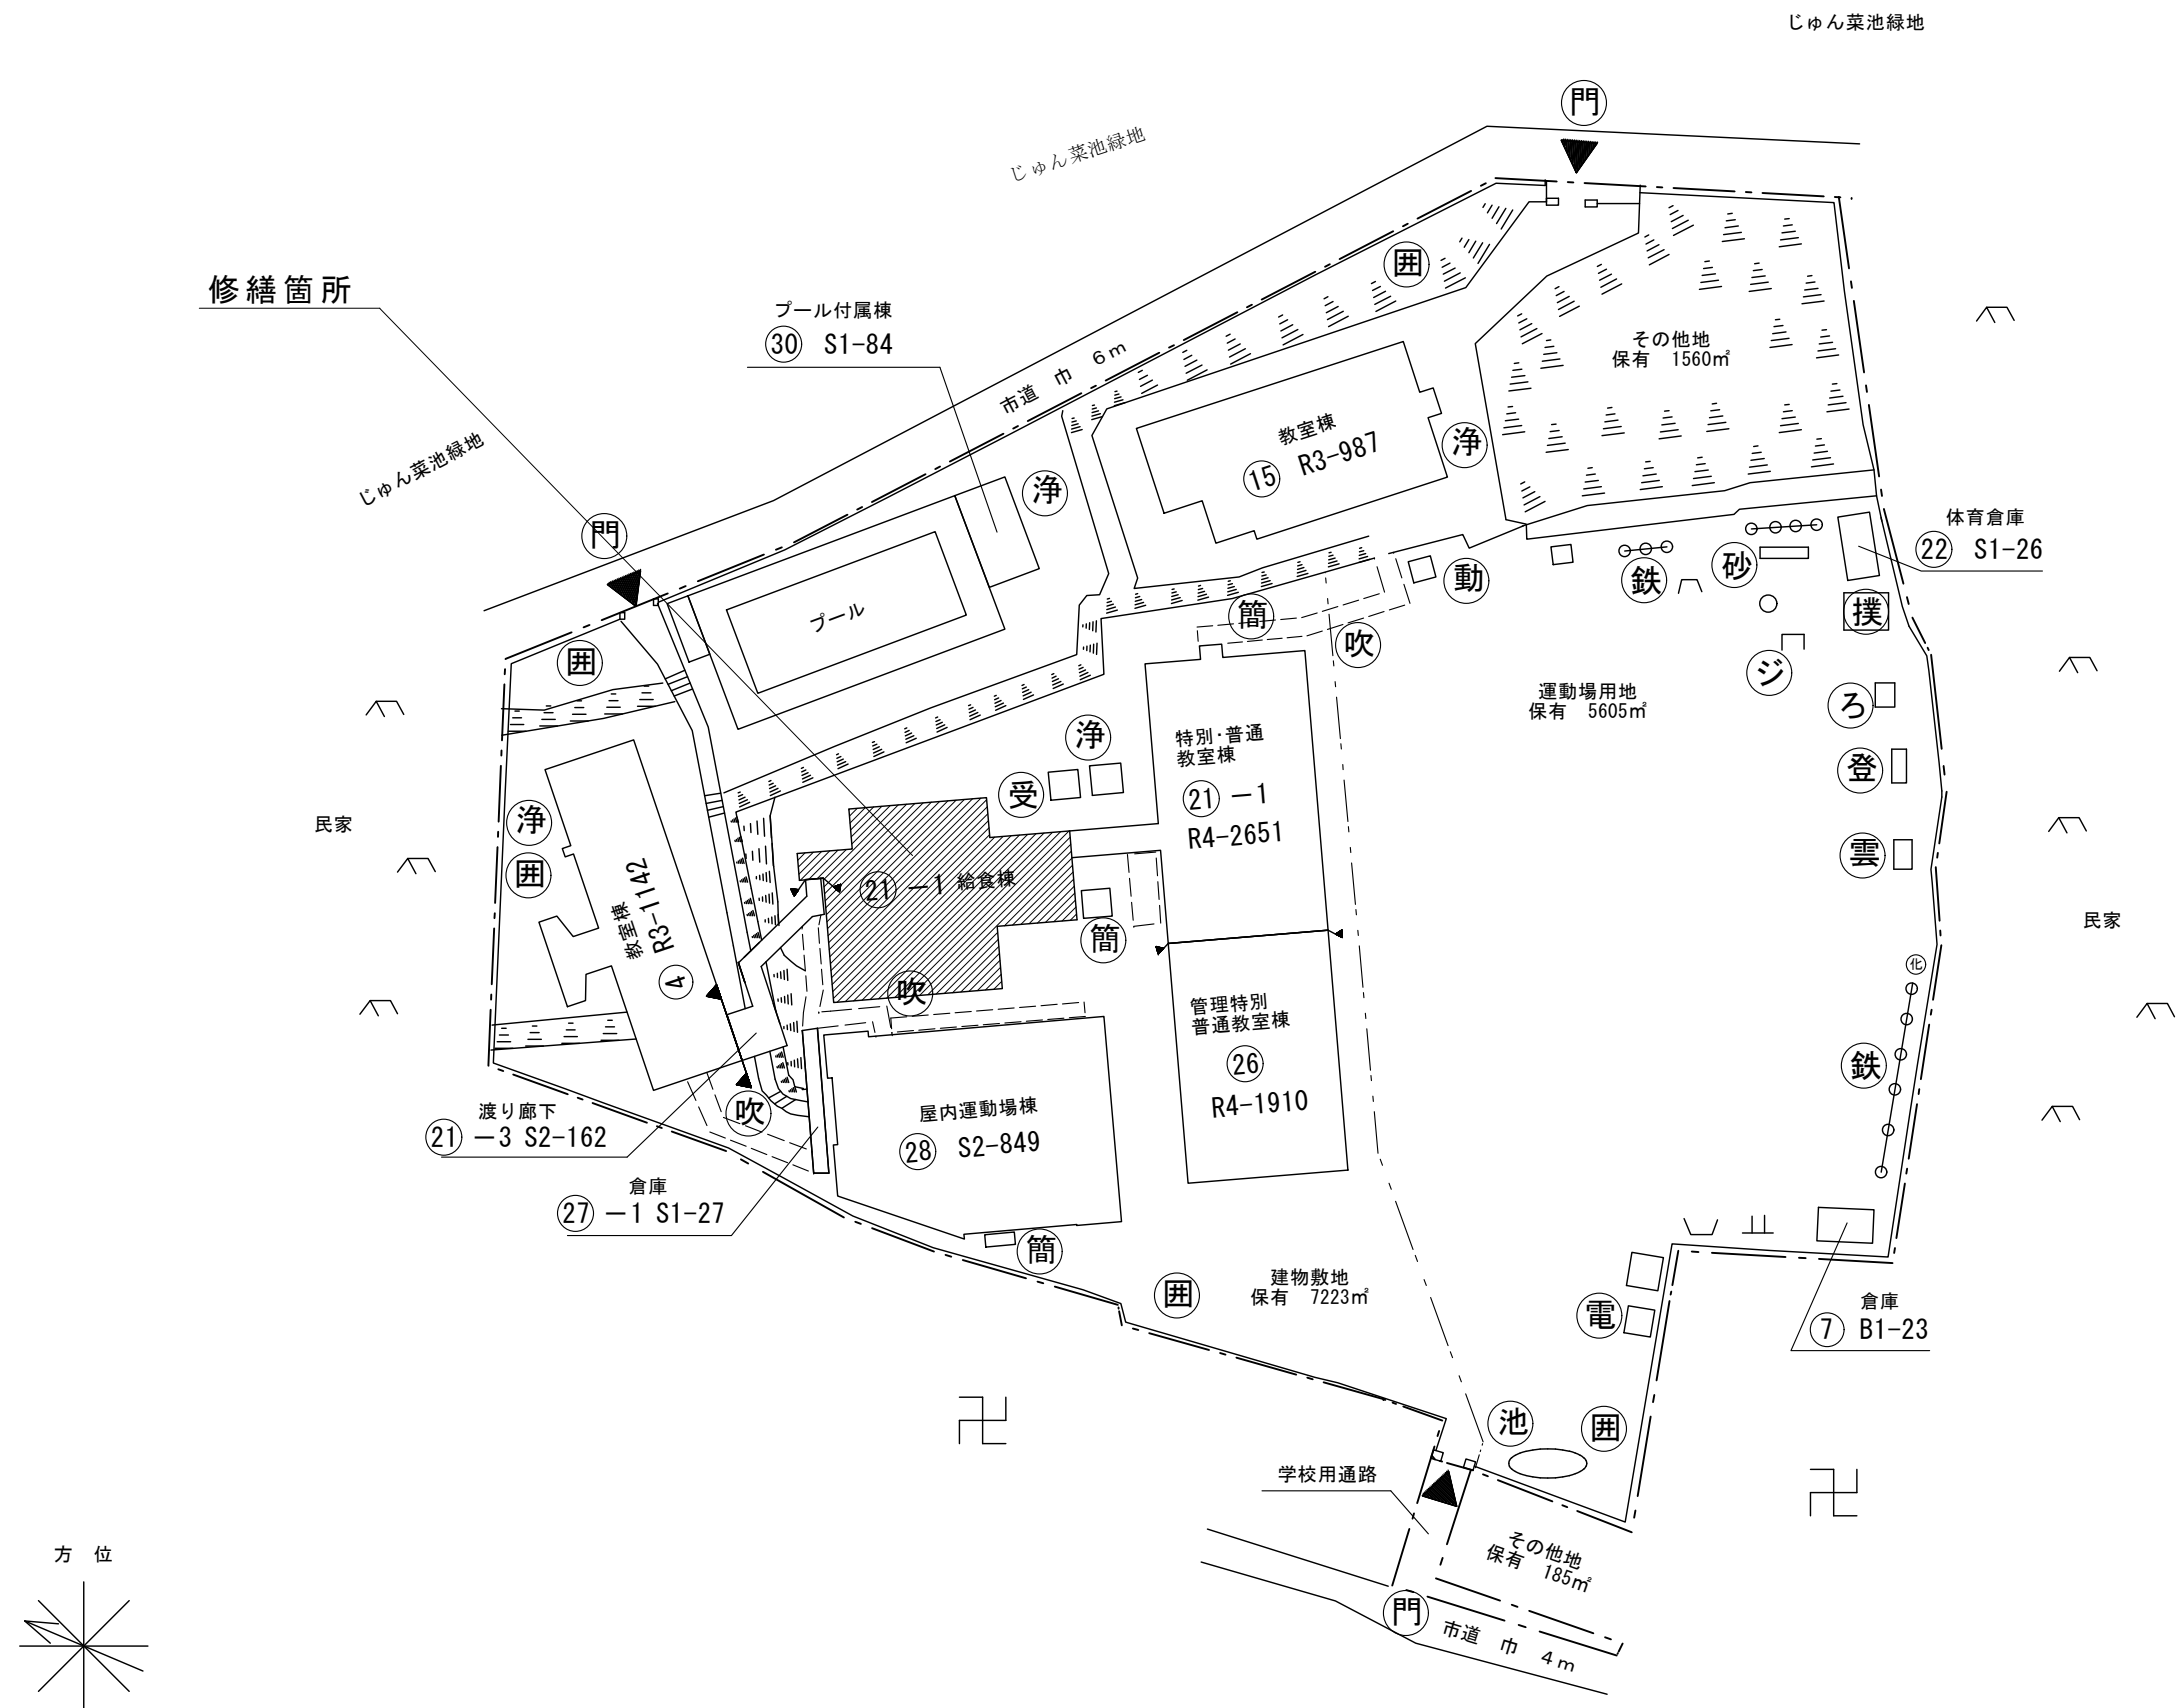 じゅん菜池緑地
門
じゅん菜池緑地
囲
修繕箇所
プール付属棟
30 S1-84
その他地
保有 1560㎡
市道 巾 6m
じゅん菜池緑地
教室棟
15 R3-987
浄
浄
門
体育倉庫
22 S1-26
砂
鉄
動
撲
簡
吹
プール
囲
ジ
ろ
運動場用地
保有 5605㎡
特別・普通
教室棟
21 -1
R4-2651
浄
受
登
雲
民家
浄
囲
教室棟
4 R3-1142
21 -1 給食棟
簡
民家
化
吹
管理特別
普通教室棟
26
R4-1910
鉄
渡り廊下
21 -3 S2-162
吹
屋内運動場棟
28 S2-849
倉庫
27 -1 S1-27
簡
囲
建物敷地
保有 7223㎡
電
倉庫
7 B1-23
池
囲
学校用通路
その他地
保有 185㎡
門
市道 巾 4m
方 位